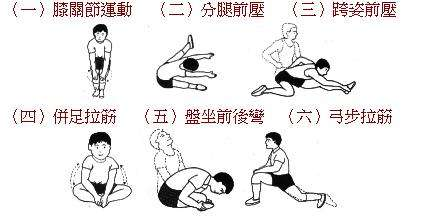 （一）膝關節運動　（二）分腿前壓　（三）跨姿前壓
（四）併足拉筋　（五）盤坐前後彎　（六）弓步拉筋